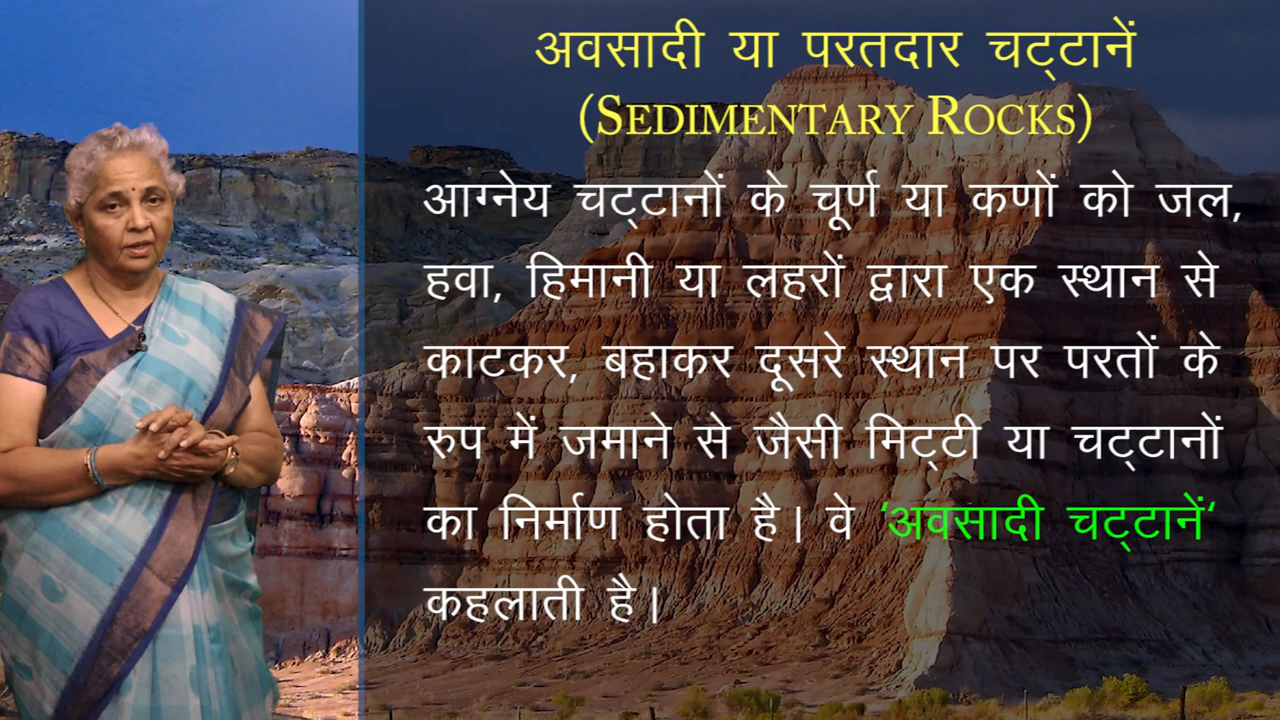 अवसादी या परतदार चट्टानें
(SEDIMENTARY ROCKS)
आग्नेय चट्टानों के चूर्ण या कणों को जल,
हवा, हिमानी या लहरों द्वारा एक स्थान से
काटकर, बहाकर दूसरे स्थान पर परतों के
रुप में जमाने से जैसी मिट्टी या चट्टानों
का निर्माण होता है। वे ‘अवसादी चट्टानें‘
कहलाती है।